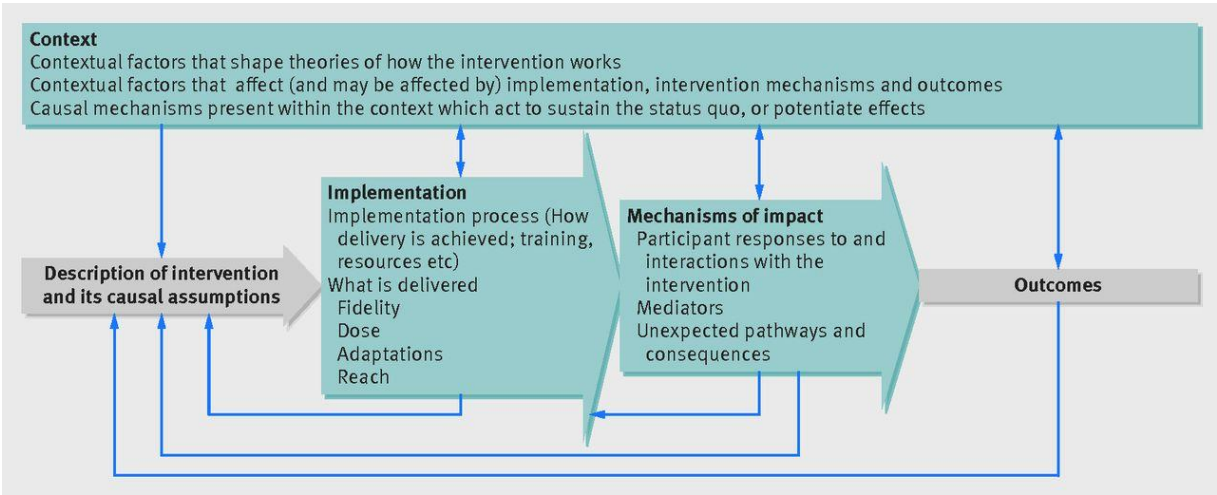 Context
Contextual factors that shape theories of how the intervention works
Contextual factors that affect (and may be affected by) implementation, intervention mechanisms and outcomes
Causal mechanisms present within the context which act to sustain the status quo, or potentiate effects
Description of intervention
and its causal assumptions
Implementation
Implementation process (How
delivery is achieved; training,
resources etc)
What is delivered
Fidelity
Dose
Adaptations
Reach
Mechanisms of impact
Participant responses to and
interactions with the
intervention
Mediators
Unexpected pathways and
consequences
Outcomes